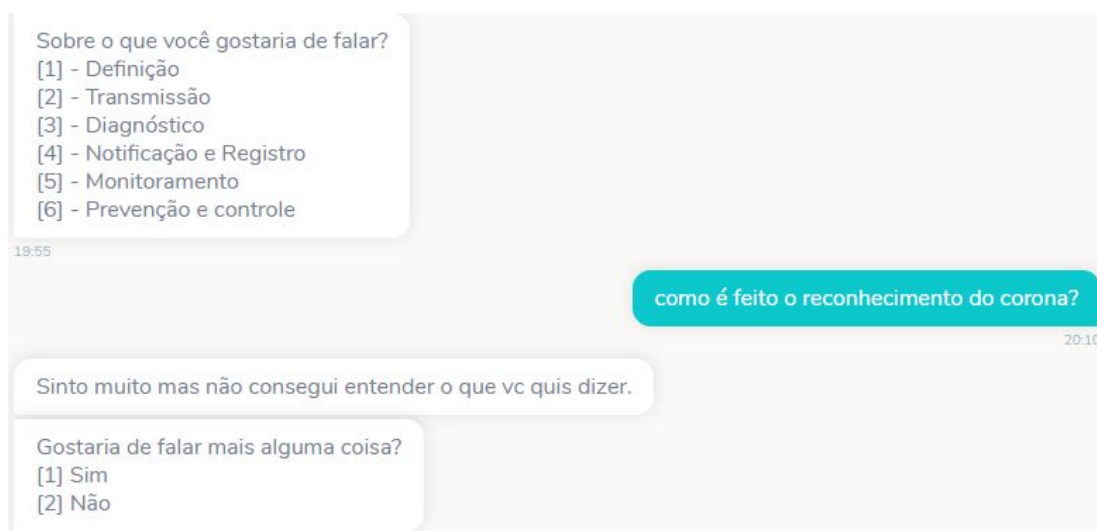 Sobre o que você gostaria de falar?
[1] - Definição
[2] - Transmissão
[3] - Diagnóstico
[4] - Notificação e Registro
[5] - Monitoramento
[6] - Prevenção e controle
19:55
como é feito o reconhecimento do corona?
20:10
Sinto muito mas não consegui entender o que vc quis dizer.
Gostaria de falar mais alguma coisa?
[1] Sim
[2] Não